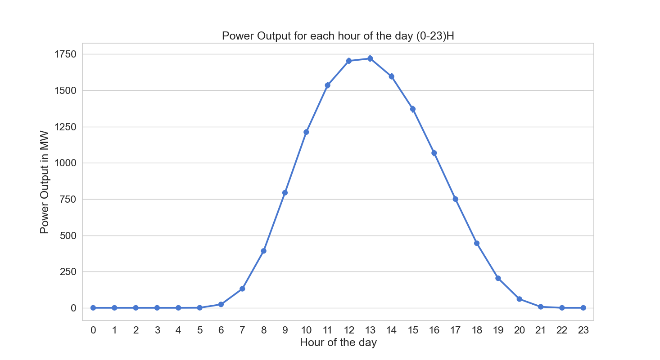 Power Output for each hour of the day (0-23)H
Power Output in MW
1750
1500
1250
1000
750
500
250
0
0 1 2 3 4 5 6 7 8 9 10 11 12 13 14 15 16 17 18 19 20 21 22 23
Hour of the day